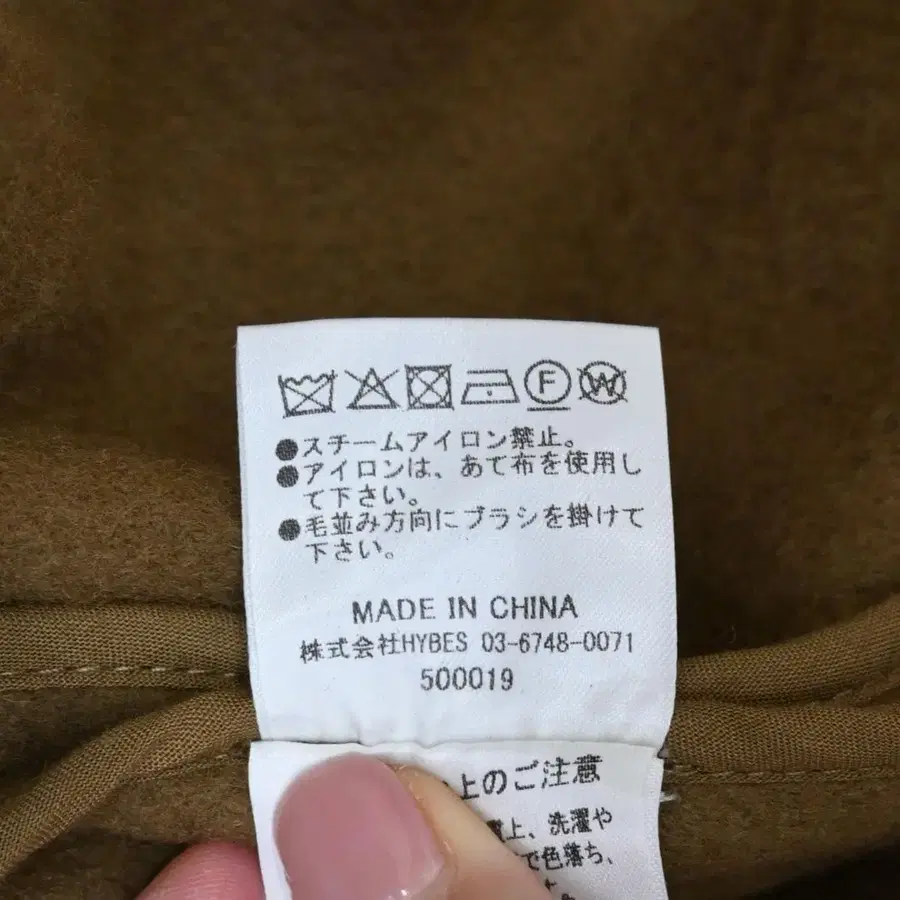 F W
●スチームアイロン禁止。
●アイロンは、あて布を使用し
て下さい。
●毛並み方向にブラシを掛けて
下さい。
MADE IN CHINA
株式会社HYBES 03-6748-0071
500019
上のご注意
上、洗濯や
で色落ち、